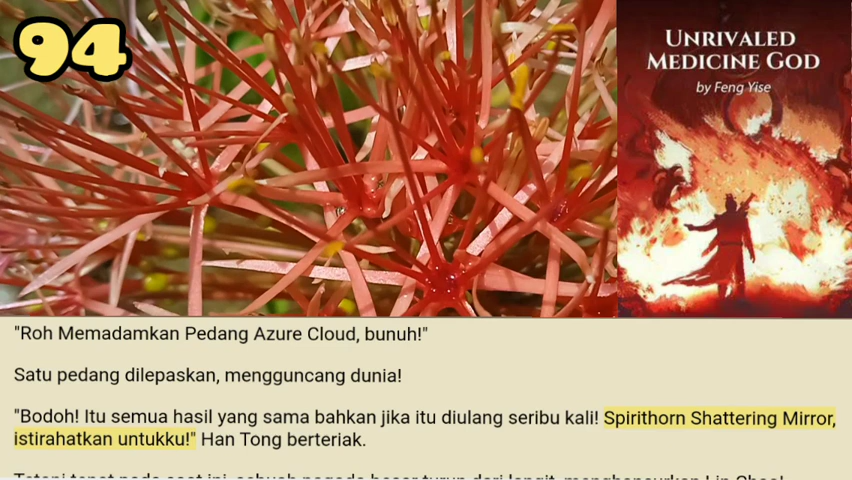 94
UNRIVALED
MEDICINE GOD
by Feng Yise
"Roh Memadamkan Pedang Azure Cloud, bunuh!"
Satu pedang dilepaskan, mengguncang dunia!
"Bodoh! Itu semua hasil yang sama bahkan jika itu diulang seribu kali! Spirithorn Shattering Mirror,
istirahatkan untukku!" Han Tong berteriak.